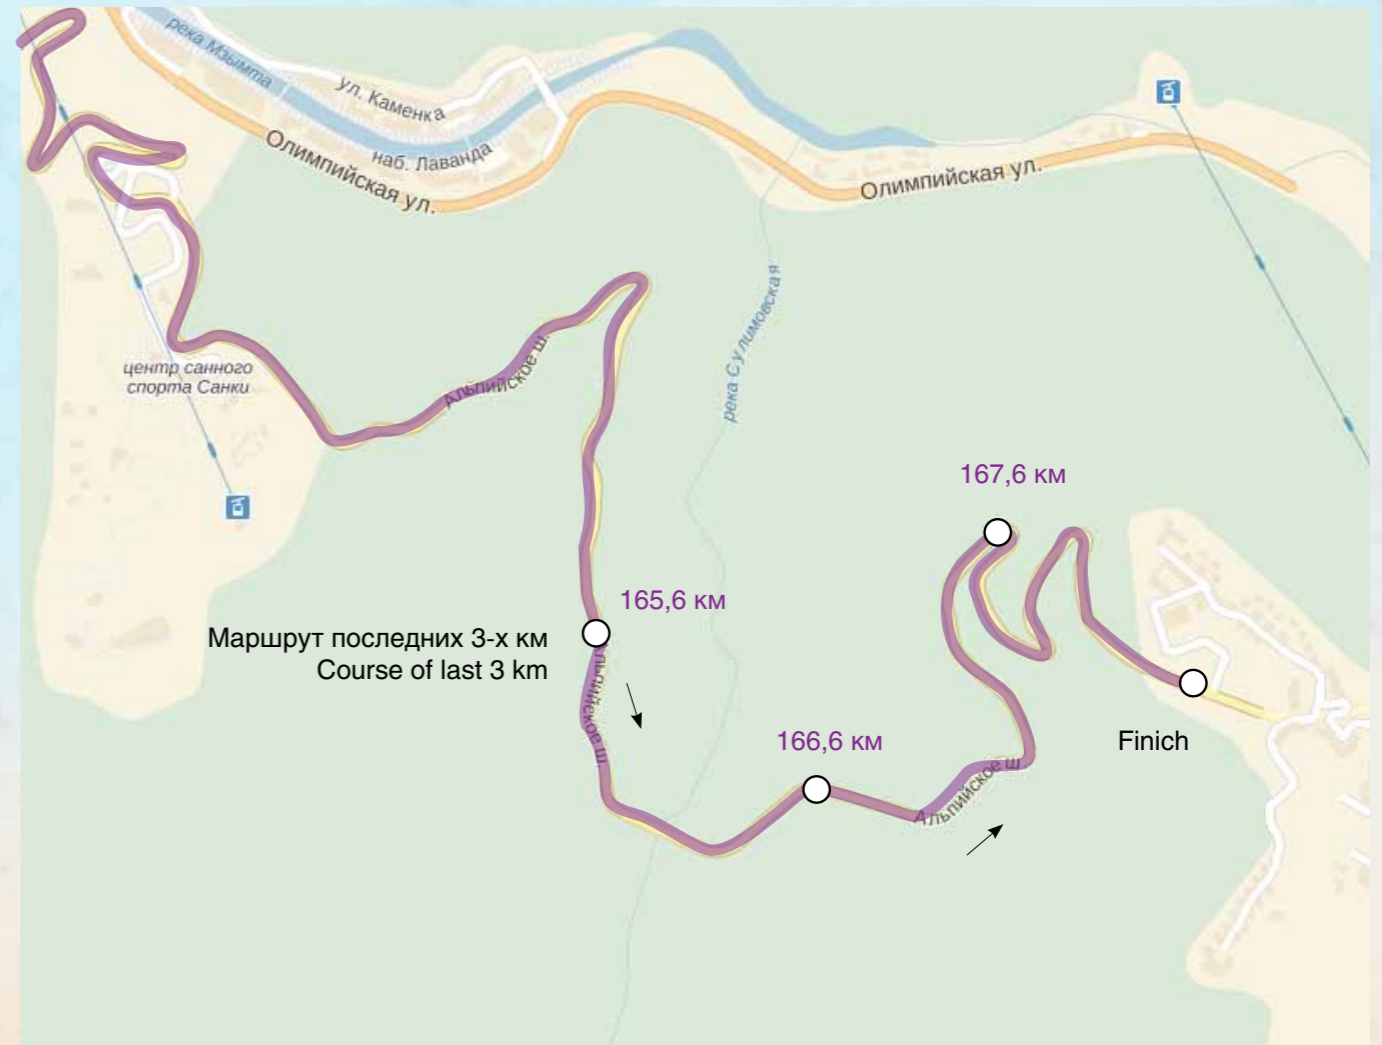 река Мзымта
ул. Каменка
наб. Лаванда
Олимпийская ул.
Олимпийская ул.
река Сулимовская
Альпийское ш.
центр санного
спорта Санки
167,6 км
165,6 км
Маршрут последних 3-х км
Course of last 3 km
Альпийское ш.
166,6 км
Finich
Альпийское ш.